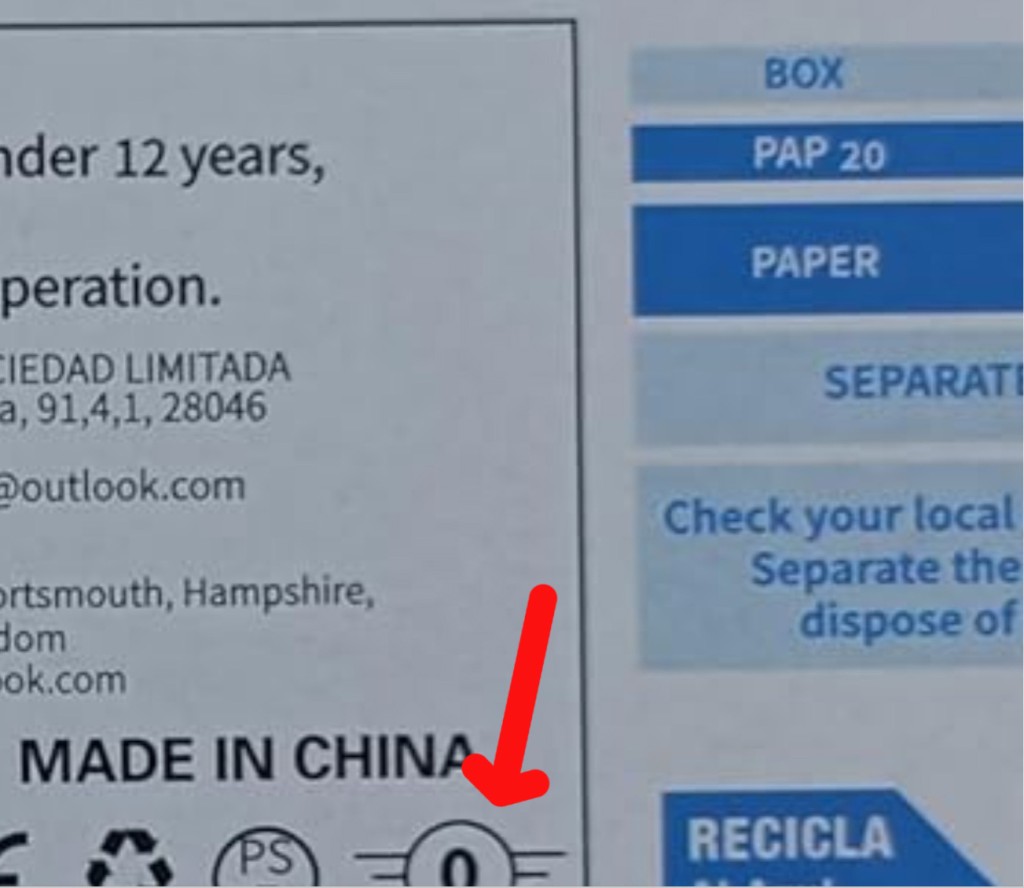 nder 12 years,
peration.
CIEDAD LIMITADA
a, 91,4,1, 28046
@outlook.com
ortsmouth, Hampshire,
dom
ook.com
MADE IN CHINA
PS
0
BOX
PAP 20
PAPER
SEPARATE
Check your local
Separate the
dispose of
RECICLA